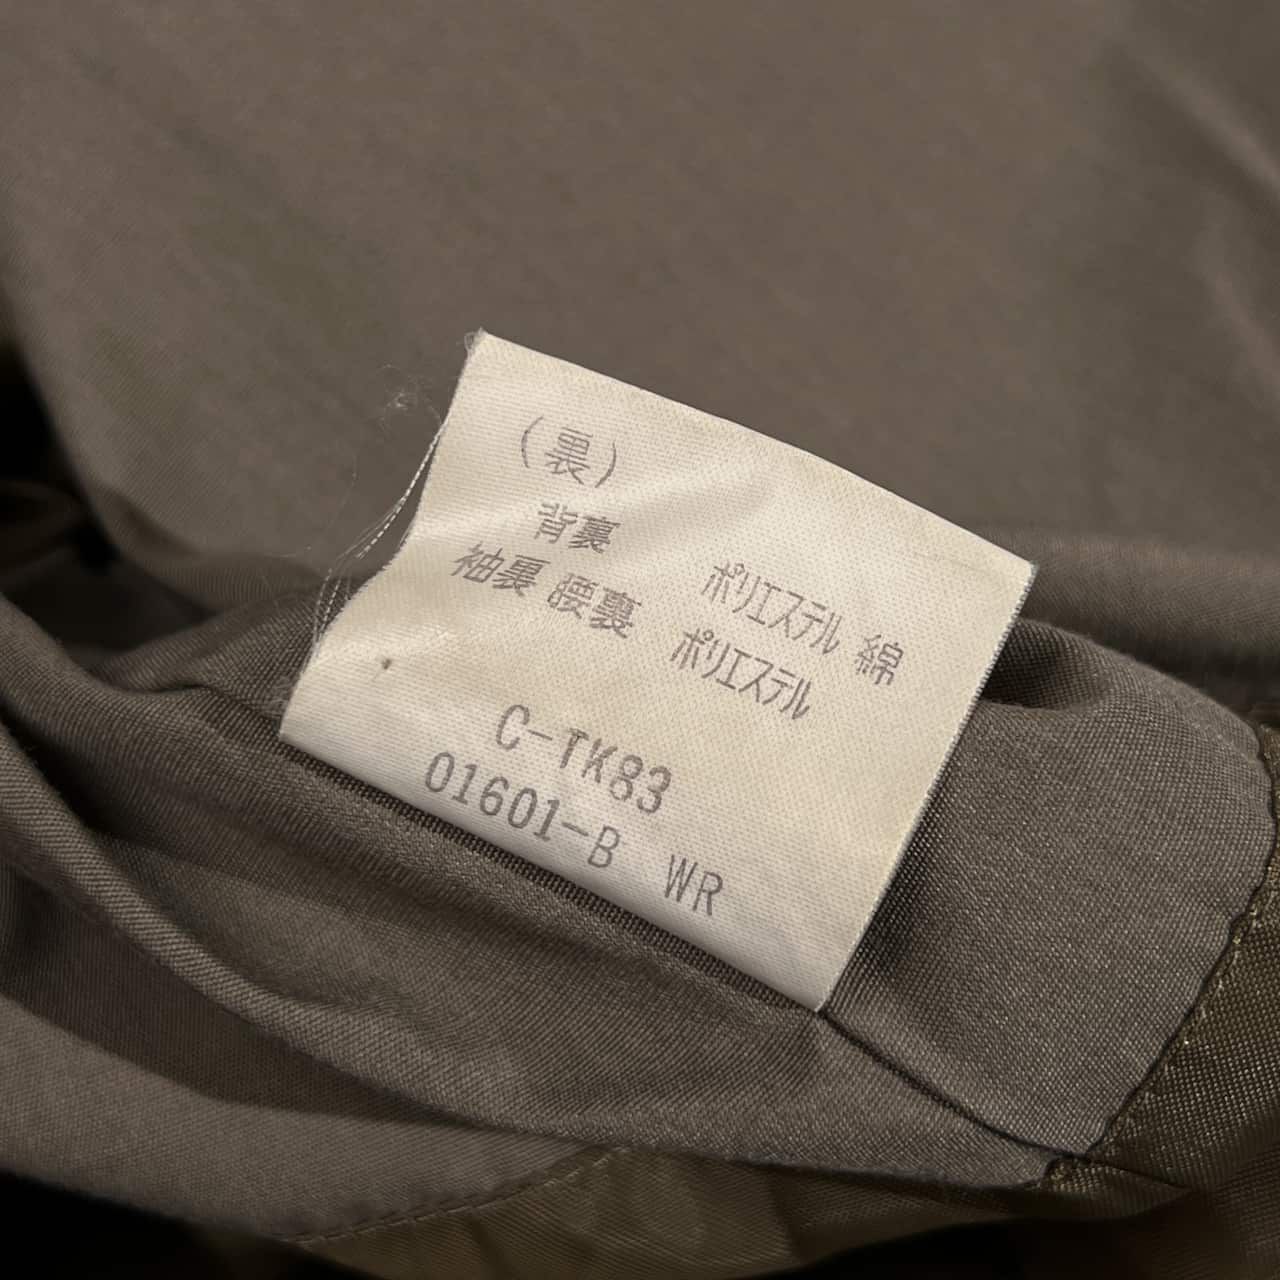 (裏)
背裏 ポリエステル 綿
袖裏 腰裏 ポリエステル
C-TK83
01601-B WR